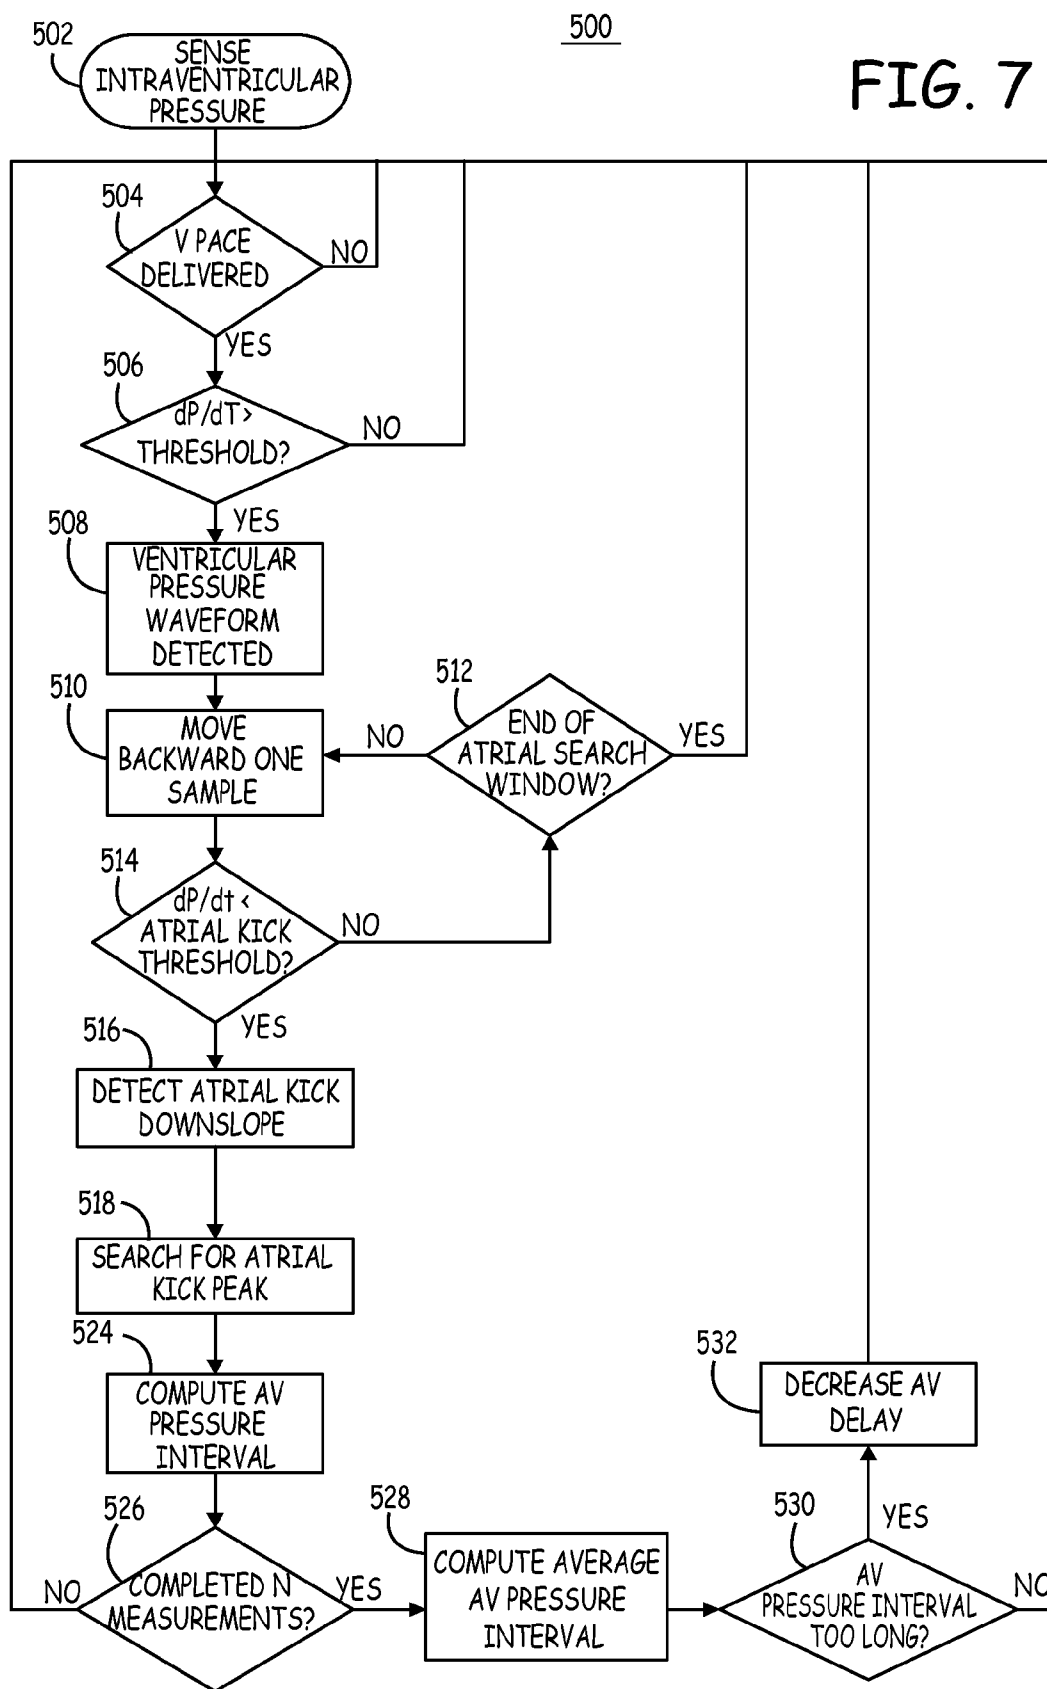 500
FIG. 7
502
SENSE
INTRAVENTRICULAR
PRESSURE
504
V PACE
DELIVERED
NO
YES
506
dP/dT>
THRESHOLD?
NO
YES
508
VENTRICULAR
PRESSURE
WAVEFORM
DETECTED
510
MOVE
BACKWARD ONE
SAMPLE
512
END OF
ATRIAL SEARCH
WINDOW?
NO
YES
514
dP/dt<
ATRIAL KICK
THRESHOLD?
NO
YES
516
DETECT ATRIAL KICK
DOWNSLOPE
518
SEARCH FOR ATRIAL
KICK PEAK
524
COMPUTE AV
PRESSURE
INTERVAL
526
COMPLETED N
MEASUREMENTS?
NO
YES
528
COMPUTE AVERAGE
AV PRESSURE
INTERVAL
530
AV
PRESSURE INTERVAL
TOO LONG?
YES
NO
532
DECREASE AV
DELAY